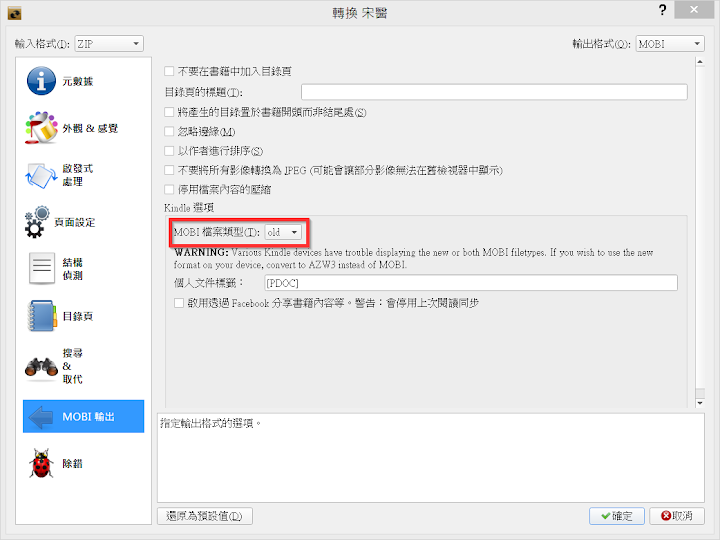 轉換 宋醫
?
輸入格式(I):
ZIP
輸出格式(O):
MOBI
元數據
外觀 & 感覺
啟發式
處理
頁面設定
結構
偵測
目錄頁
搜尋
&
取代
MOBI 輸出
除錯
不要在書籍中加入目錄頁
目錄頁的標題(T):
將產生的目錄置於書籍開頭而非結尾處(S)
忽略邊緣(M)
以作者進行排序(S)
不要將所有影像轉換為 JPEG (可能會讓部分影像無法在舊檢視器中顯示)
停用檔案內容的壓縮
Kindle 選項
MOBI 檔案類型(T): old
WARNING: Various Kindle devices have trouble displaying the new or both MOBI filetypes. If you wish to use the new
format on your device, convert to AZW3 instead of MOBI.
個人文件標籤： [PDOC]
啟用透過 Facebook 分享書籍內容等。警告：會停用上次閱讀同步
指定輸出格式的選項。
還原為預設值(D)
確定
取消